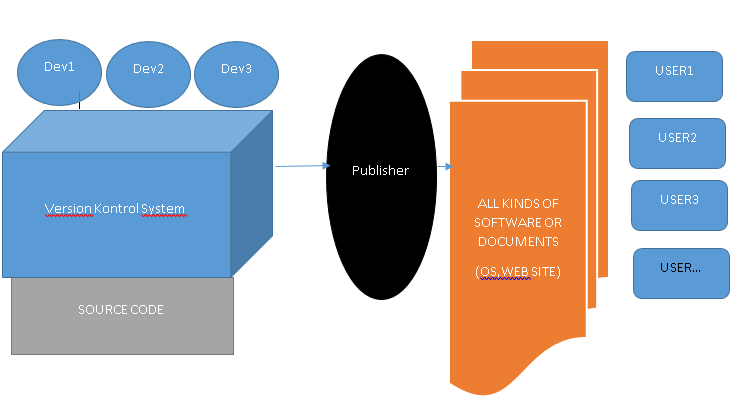 Dev1
Dev2
Dev3
Version Kontrol System
SOURCE CODE
Publisher
ALL KINDS OF
SOFTWARE OR
DOCUMENTS
(OS,WEB SITE)
USER1
USER2
USER3
USER...